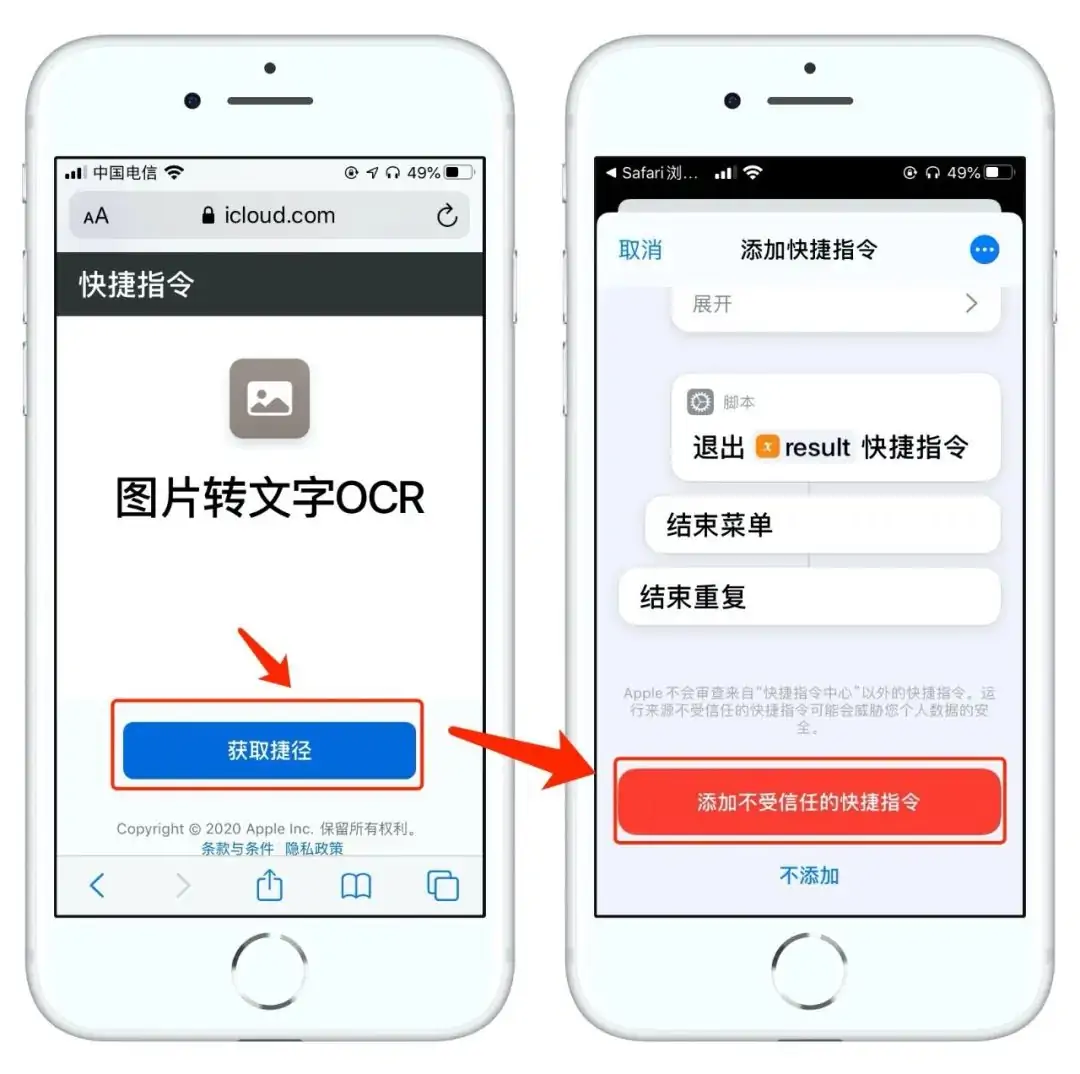 中国电信 49%
AA icloud.com
快捷指令
图片转文字OCR
获取捷径
Copyright © 2020 Apple Inc. 保留所有权利。
条款与条件 隐私政策
Safari浏... 49%
取消 添加快捷指令
展开
脚本
退出 x result 快捷指令
结束菜单
结束重复
Apple 不会审查来自“快捷指令中心”以外的快捷指令。运
行来源不受信任的快捷指令可能会威胁您个人数据的安
全。
添加不受信任的快捷指令
不添加